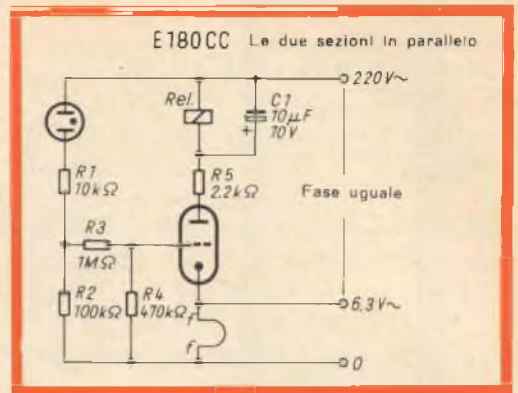 E180CC Le due sezioni in parallelo
220V~
Rel.
C1
10µF
70V
+
R1
10kΩ
R5
2.2kΩ
Fase uguale
R3
1MΩ
R2
100kΩ
R4
470kΩ
f
f
6,3V~
0